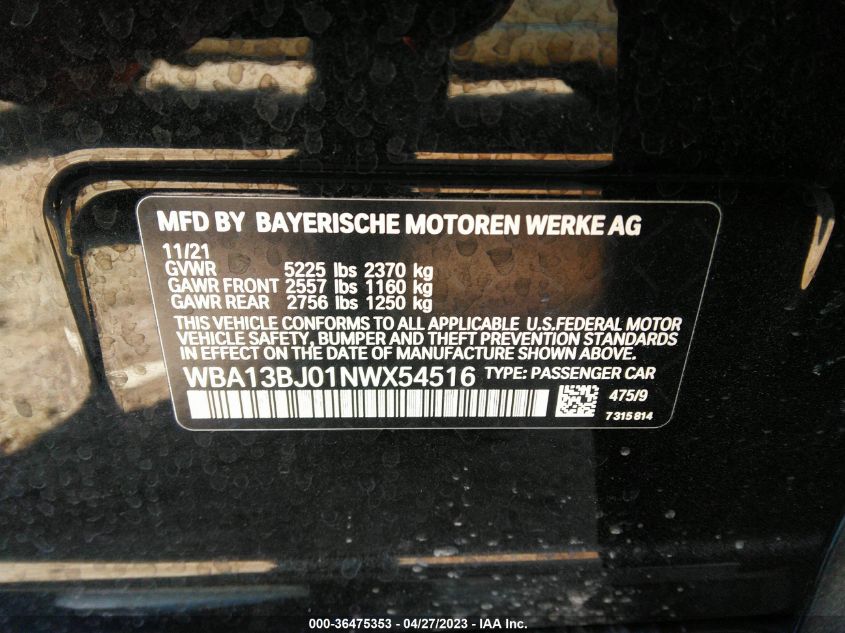 MFD BY BAYERISCHE MOTOREN WERKE AG
11/21
GVWR 5225 lbs 2370 kg
GAWR FRONT 2557 lbs 1160 kg
GAWR REAR 2756 lbs 1250 kg
THIS VEHICLE CONFORMS TO ALL APPLICABLE U.S.FEDERAL MOTOR
VEHICLE SAFETY, BUMPER AND THEFT PREVENTION STANDARDS
IN EFFECT ON THE DATE OF MANUFACTURE SHOWN ABOVE.
WBA13BJ01NWX54516 TYPE: PASSENGER CAR
475/9
7315814
000-36475353 - 04/27/2023 - IAA Inc.